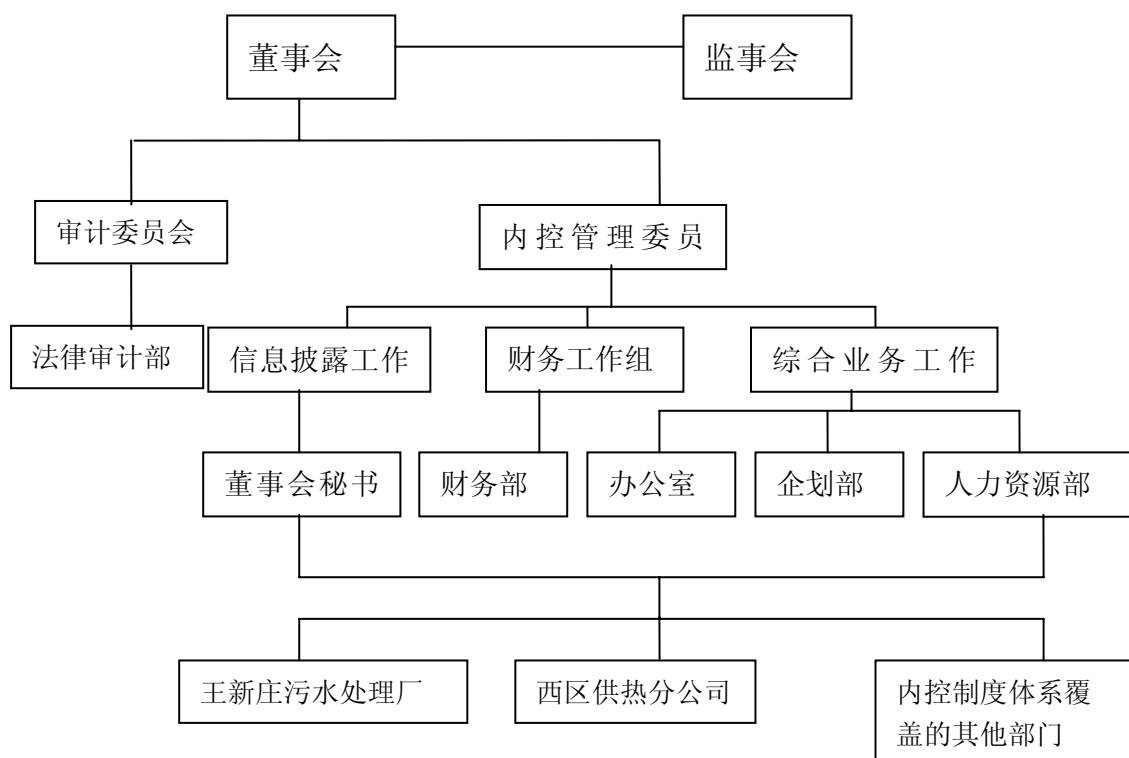 董事会
监事会
审计委员会
内控管理委员
法律审计部
信息披露工作
财务工作组
综合业务工作
董事会秘书
财务部
办公室
企划部
人力资源部
王新庄污水处理厂
西区供热分公司
内控制度体系覆
盖的其他部门